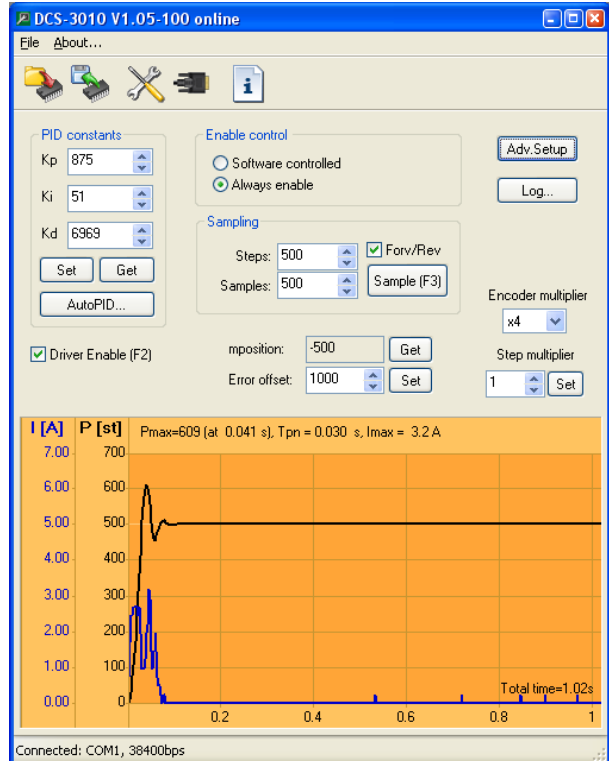 DCS-3010 V1.05-100 online
File About...
PID constants
Kp 875
Ki 51
Kd 6969
Set Get
AutoPID...
Driver Enable (F2)
Enable control
Software controlled
Always enable
Sampling
Steps: 500 Forv/Rev
Samples: 500 Sample (F3)
mposition: -500 Get
Error offset: 1000 Set
Adv.Setup
Log...
Encoder multiplier
x4
Step multiplier
1 Set
I [A] P [st] Pmax=609 (at 0.041 s), Tpn = 0.030 s, Imax = 3.2 A
7.00 700
6.00 600
5.00 500
4.00 400
3.00 300
2.00 200
1.00 100
Total time=1.02s
0.00 0
0.2 0.4 0.6 0.8 1
Connected: COM1, 38400bps